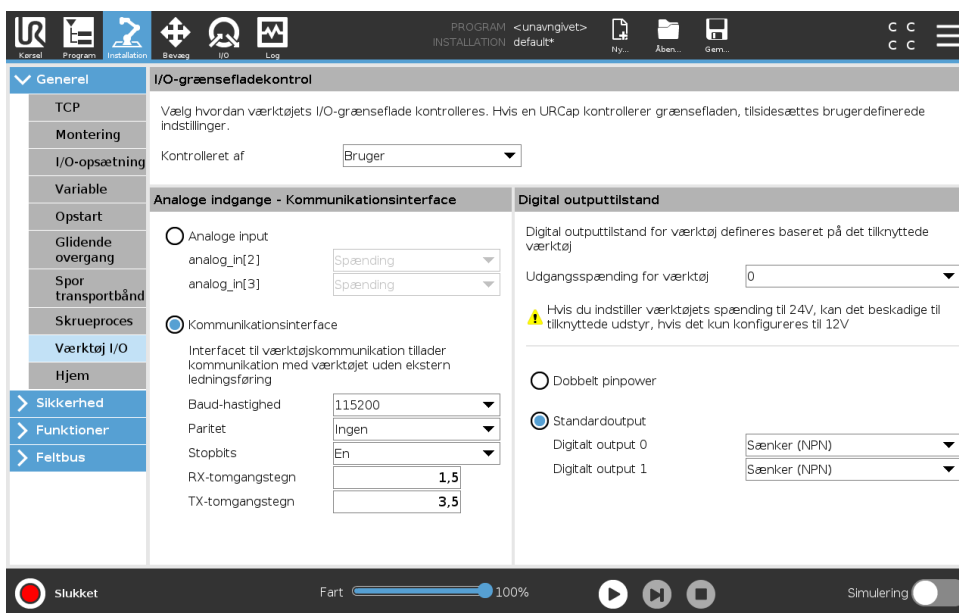 UR
PROGRAM <unavngivet>
INSTALLATION default*
Kørsel Program Installation Bevæg I/O Log
Ny... Åben... Gem...
C C
C C
Generel
TCP
Montering
I/O-opsætning
Variable
Opstart
Glidende
overgang
Spor
transportbånd
Skrueproces
Værktøj I/O
Hjem
Sikkerhed
Funktioner
Feltbus
I/O-grænsefladekontrol
Vælg hvordan værktøjets I/O-grænseflade kontrolleres. Hvis en URCap kontrollerer grænsefladen, tilsidesættes brugerdefinerede
indstillinger.
Kontrolleret af Bruger
Analoge indgange - Kommunikationsinterface
Analoge input
analog_in[2] Spænding
analog_in[3] Spænding
Kommunikationsinterface
Interfacet til værktøjskommunikation tillader
kommunikation med værktøjet uden ekstern
ledningsføring
Baud-hastighed 115200
Paritet Ingen
Stopbits En
RX-tomgangstegn 1,5
TX-tomgangstegn 3,5
Digital outputtilstand
Digital outputtilstand for værktøj defineres baseret på det tilknyttede
værktøj
Udgangsspænding for værktøj 0
Hvis du indstiller værktøjets spænding til 24V, kan det beskadige til
tilknyttede udstyr, hvis det kun konfigureres til 12V
Dobbelt pinpower
Standardoutput
Digitalt output 0 Sænker (NPN)
Digitalt output 1 Sænker (NPN)
Slukket
Fart 100%
Simulering